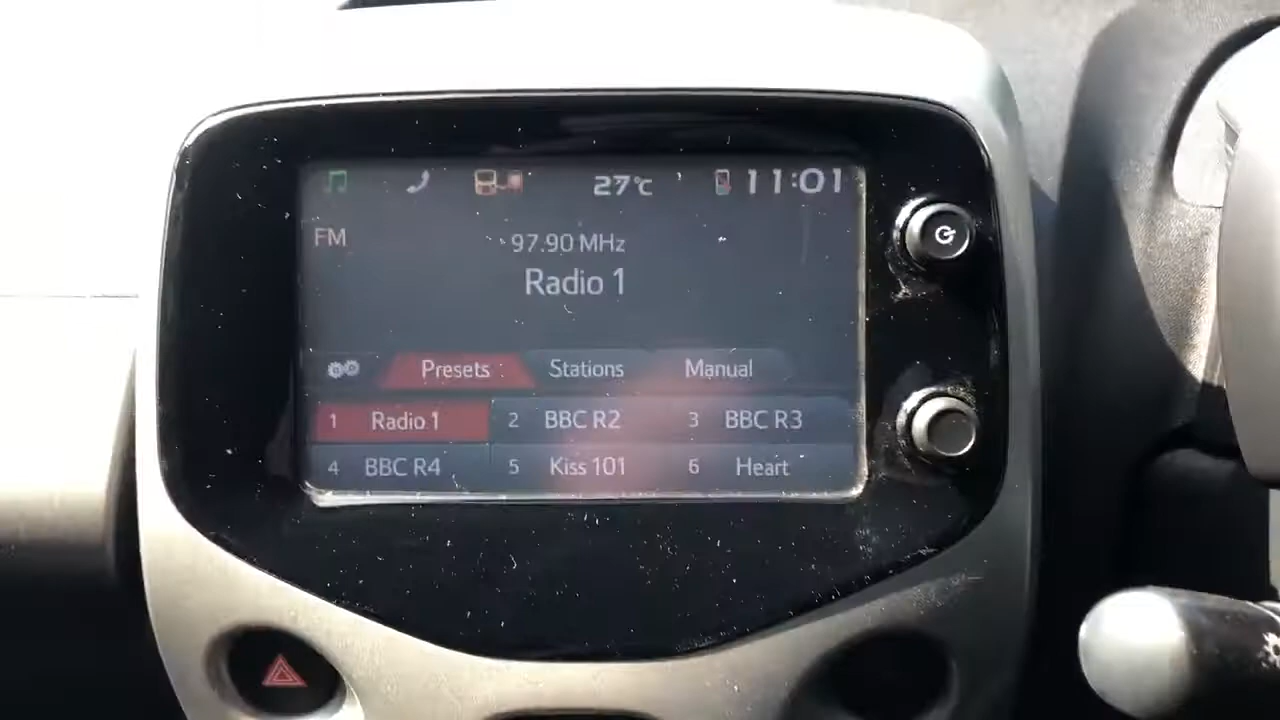 27°C 11:01
FM
97.90 MHz
Radio 1
Presets Stations Manual
1 Radio 1 2 BBC R2 3 BBC R3
4 BBC R4 5 Kiss 101 6 Heart